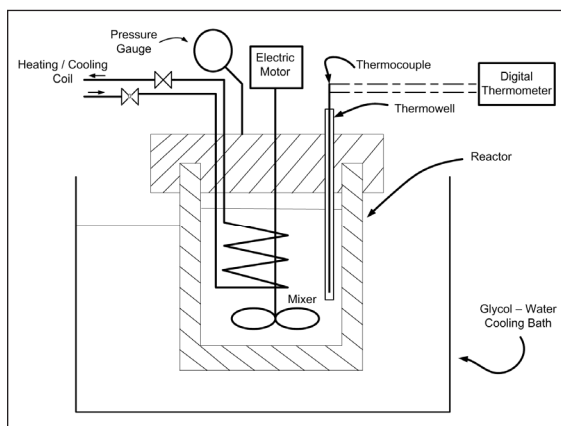 Pressure
Gauge
Heating / Cooling
Coil
Electric
Motor
Thermocouple
Digital
Thermometer
Thermowell
Reactor
Mixer
Glycol – Water
Cooling Bath